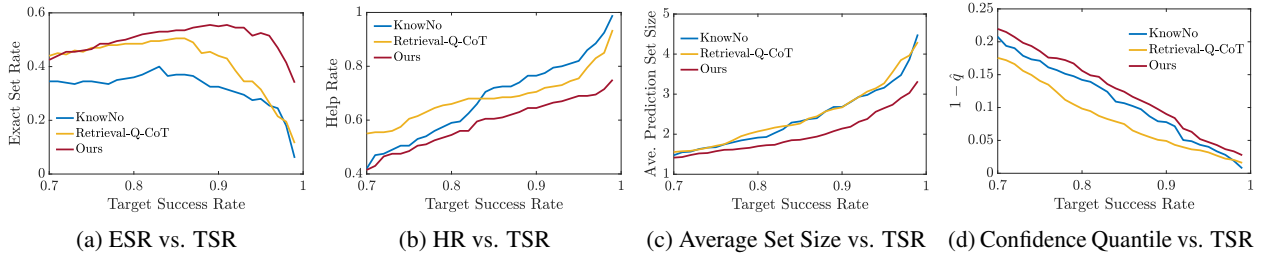 Exact Set Rate
0.6
0.4
0.2
0
0.7
0.8
0.9
1
Target Success Rate
KnowNo
Retrieval-Q-CoT
Ours
(a) ESR vs. TSR
Help Rate
1
0.8
0.6
0.4
0.7
0.8
0.9
1
Target Success Rate
KnowNo
Retrieval-Q-CoT
Ours
(b) HR vs. TSR
Ave. Prediction Set Size
5
4
3
2
1
0.7
0.8
0.9
1
Target Success Rate
KnowNo
Retrieval-Q-CoT
Ours
(c) Average Set Size vs. TSR
1 − q̂
0.25
0.2
0.15
0.1
0.05
0
0.7
0.8
0.9
1
Target Success Rate
KnowNo
Retrieval-Q-CoT
Ours
(d) Confidence Quantile vs. TSR